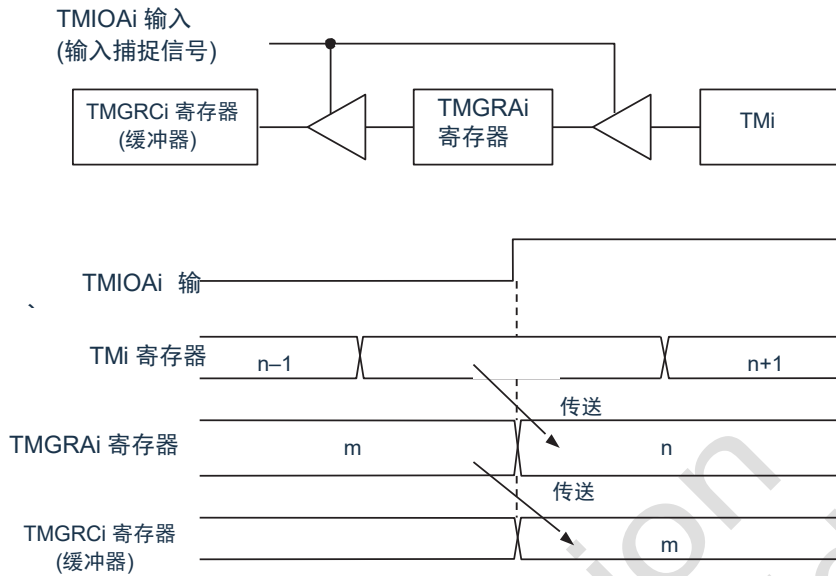 TMIOAi 输入
(输入捕捉信号)
TMGRCi 寄存器
(缓冲器)
TMGRAi
寄存器
TMi
TMIOAi 输
`
TMi 寄存器
n–1
n+1
传送
TMGRAi 寄存器
m
n
传送
TMGRCi 寄存器
(缓冲器)
m